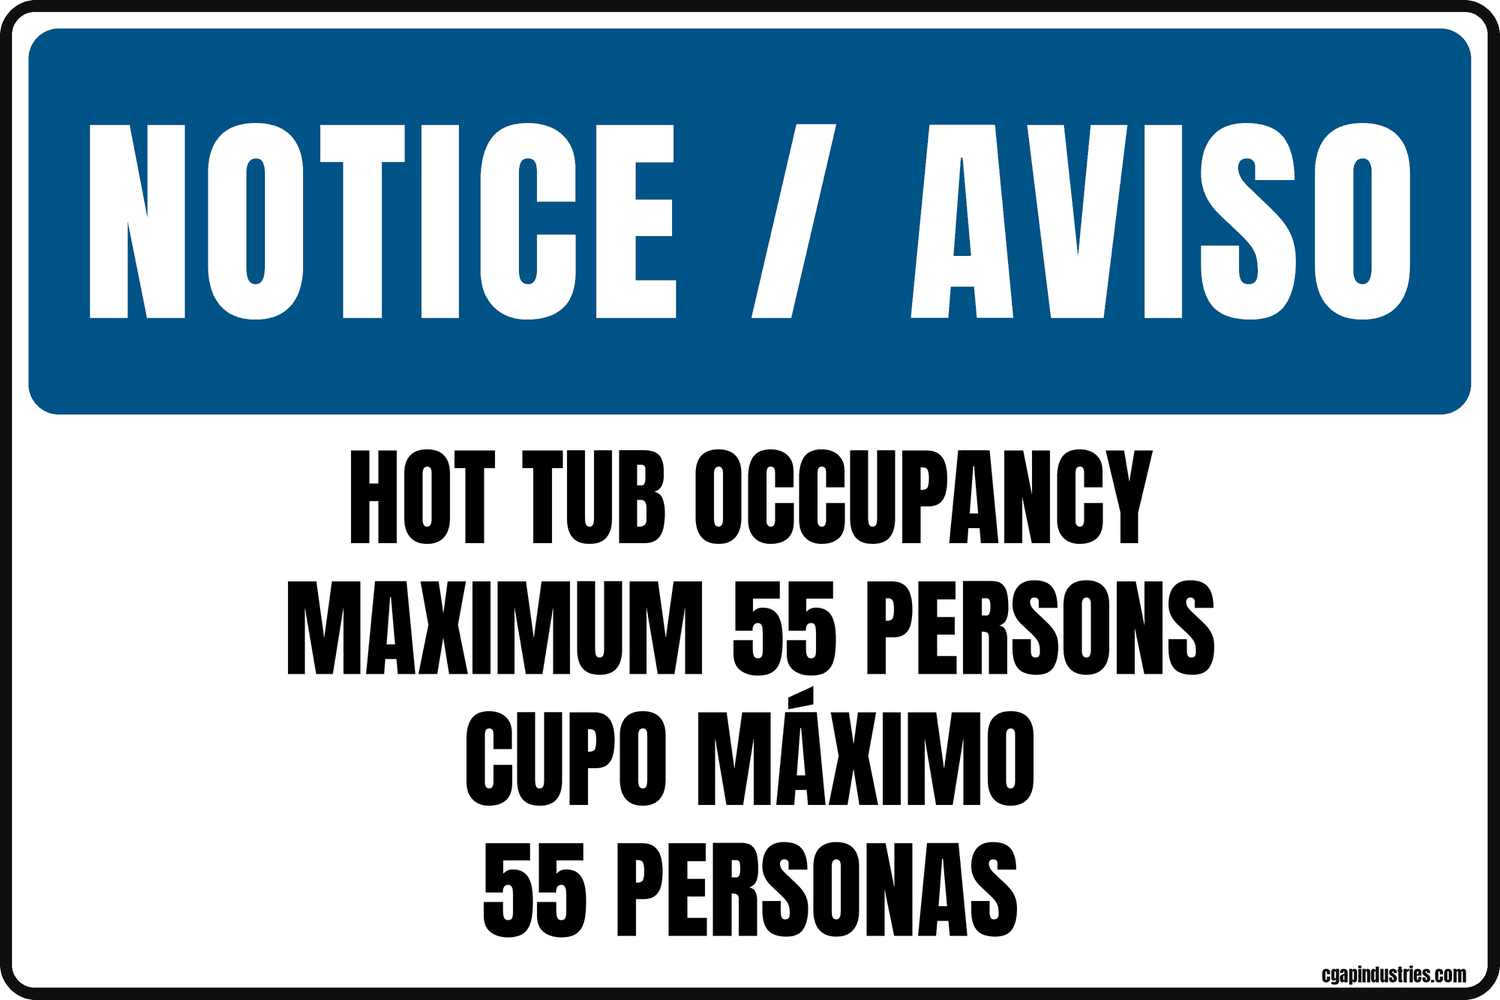 NOTICE / AVISO
HOT TUB OCCUPANCY
MAXIMUM 55 PERSONS
CUPO MÁXIMO
55 PERSONAS
cgapindustries.com